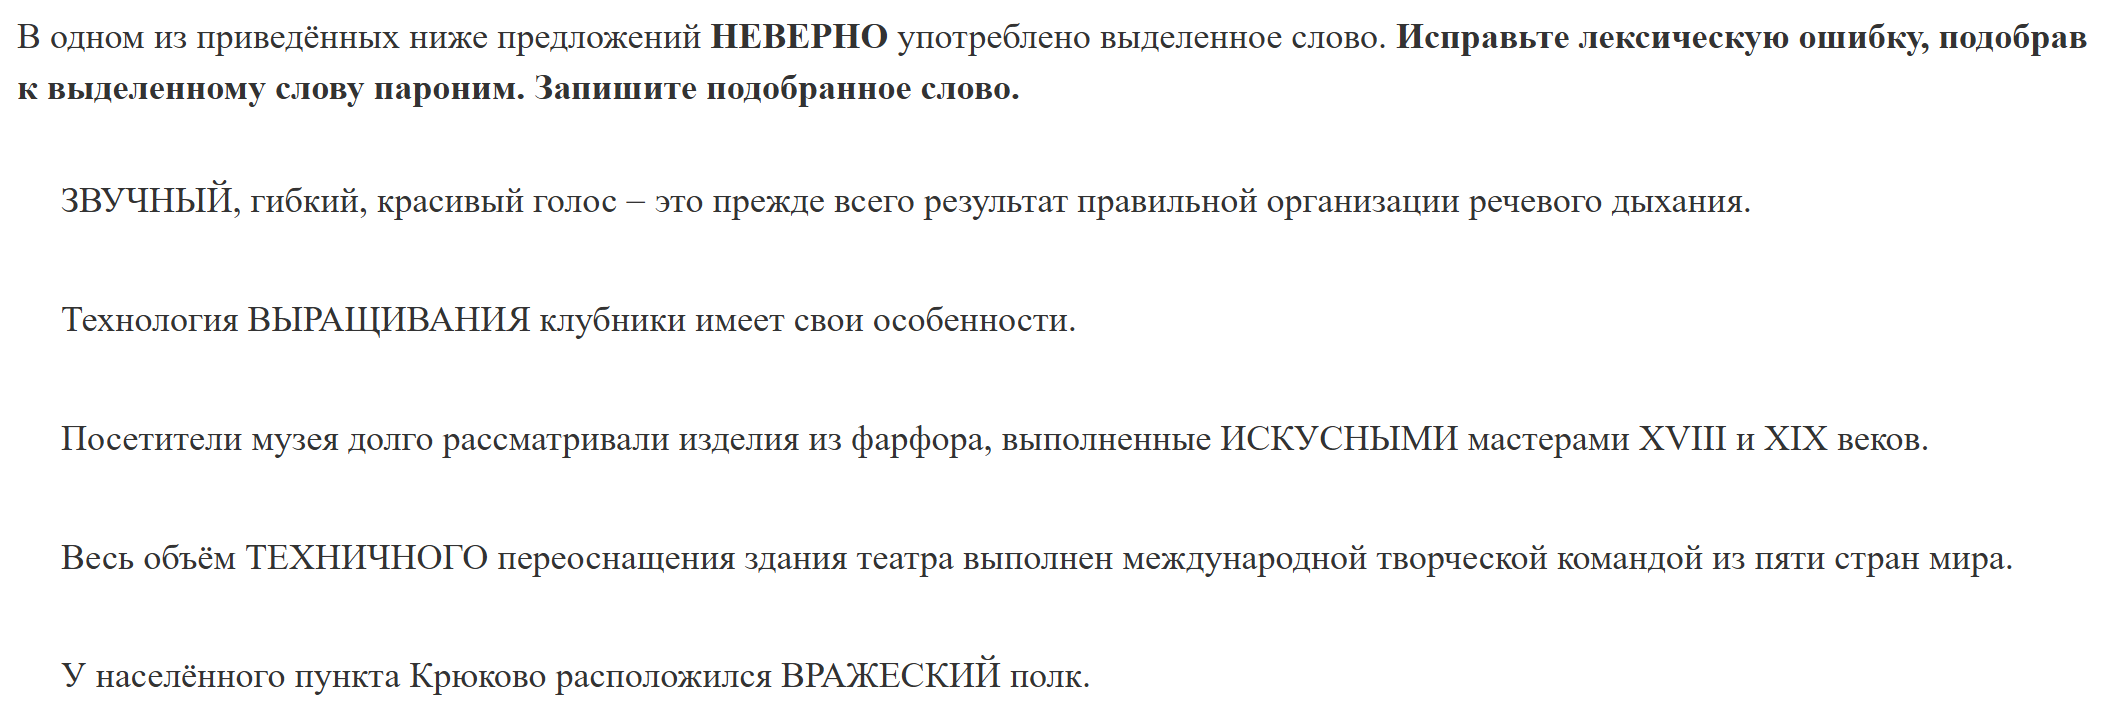 В одном из приведённых ниже предложений НЕВЕРНО употреблено выделенное слово. Исправьте лексическую ошибку, подобрав
к выделенному слову пароним. Запишите подобранное слово.
ЗВУЧНЫЙ, гибкий, красивый голос – это прежде всего результат правильной организации речевого дыхания.
Технология ВЫРАЩИВАНИЯ клубники имеет свои особенности.
Посетители музея долго рассматривали изделия из фарфора, выполненные ИСКУСНЫМИ мастерами XVIII и XIX веков.
Весь объём ТЕХНИЧНОГО переоснащения здания театра выполнен международной творческой командой из пяти стран мира.
У населённого пункта Крюково расположился ВРАЖЕСКИЙ полк.